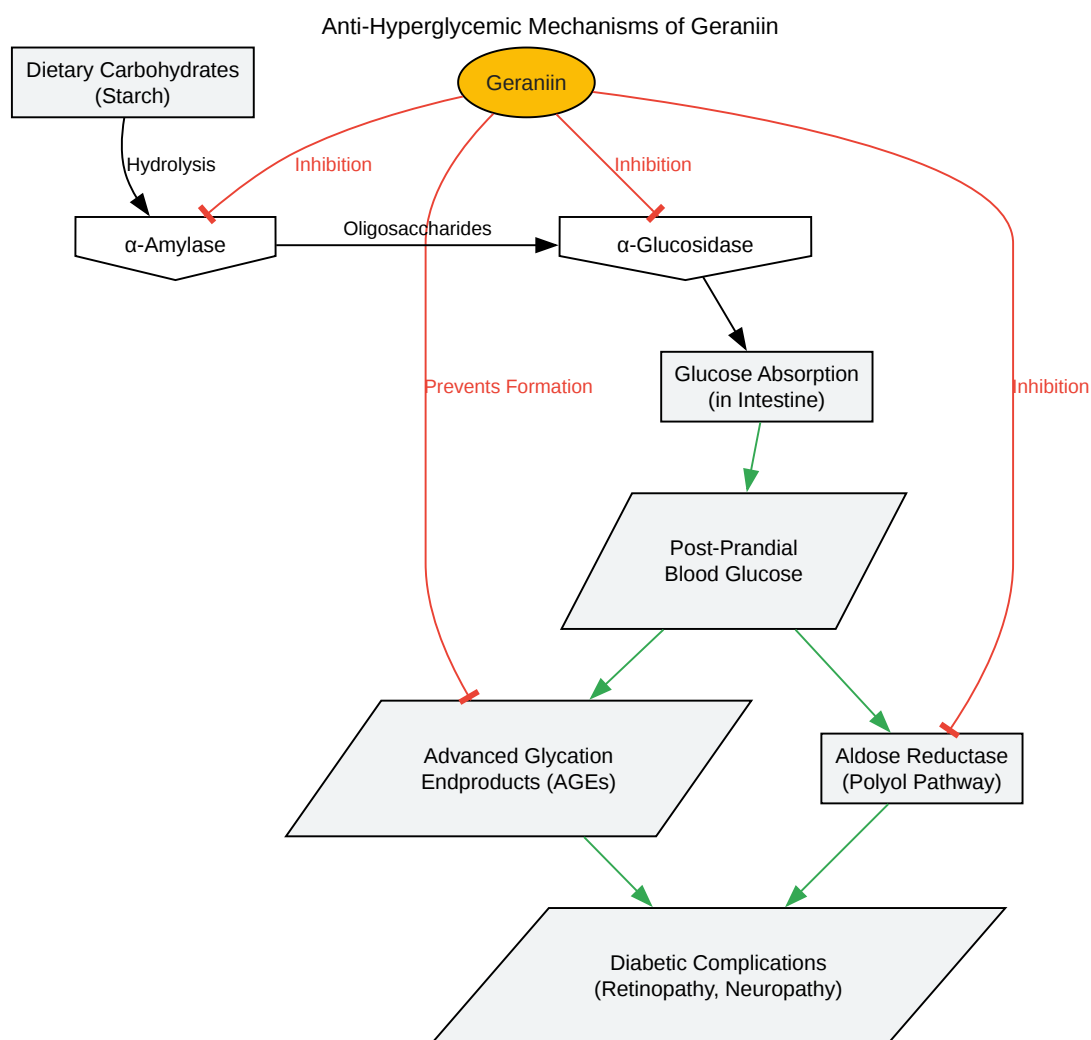 Anti-Hyperglycemic Mechanisms of Geraniin
Dietary Carbohydrates
(Starch)
Geraniin
Hydrolysis
Inhibition
Inhibition
α-Amylase
Oligosaccharides
α-Glucosidase
Glucose Absorption
(in Intestine)
Prevents Formation
Inhibition
Post-Prandial
Blood Glucose
Advanced Glycation
Endproducts (AGEs)
Aldose Reductase
(Polyol Pathway)
Diabetic Complications
(Retinopathy, Neuropathy)